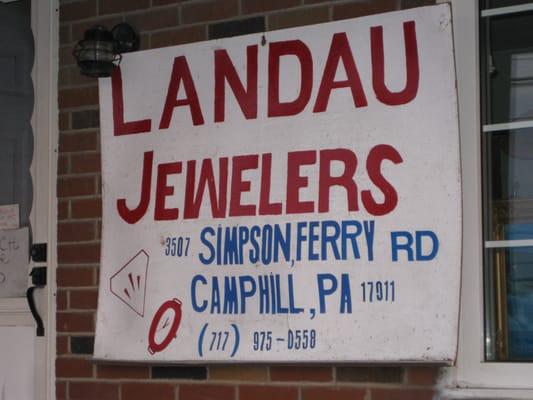 LANDAU
JEWELERS
3507 SIMPSON, FERRY RD
CAMPHILL, PA 17911
(717) 975-0558